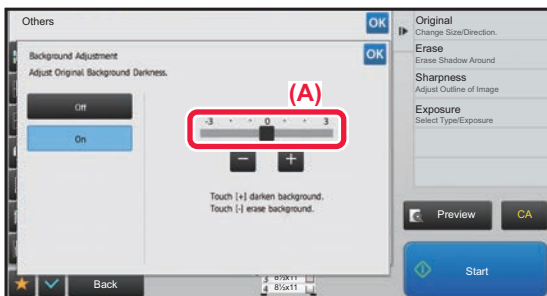 Others
OK
Background Adjustment
OK
Adjust Original Background Darkness.
Off
On
(A)
-3 0 3
- +
Touch [+] darken background.
Touch [-] erase background.
Original
Change Size/Direction.
Erase
Erase Shadow Around
Sharpness
Adjust Outline of Image
Exposure
Select Type/Exposure
Preview
CA
Start
Back
3 8½x11
4 8½x11